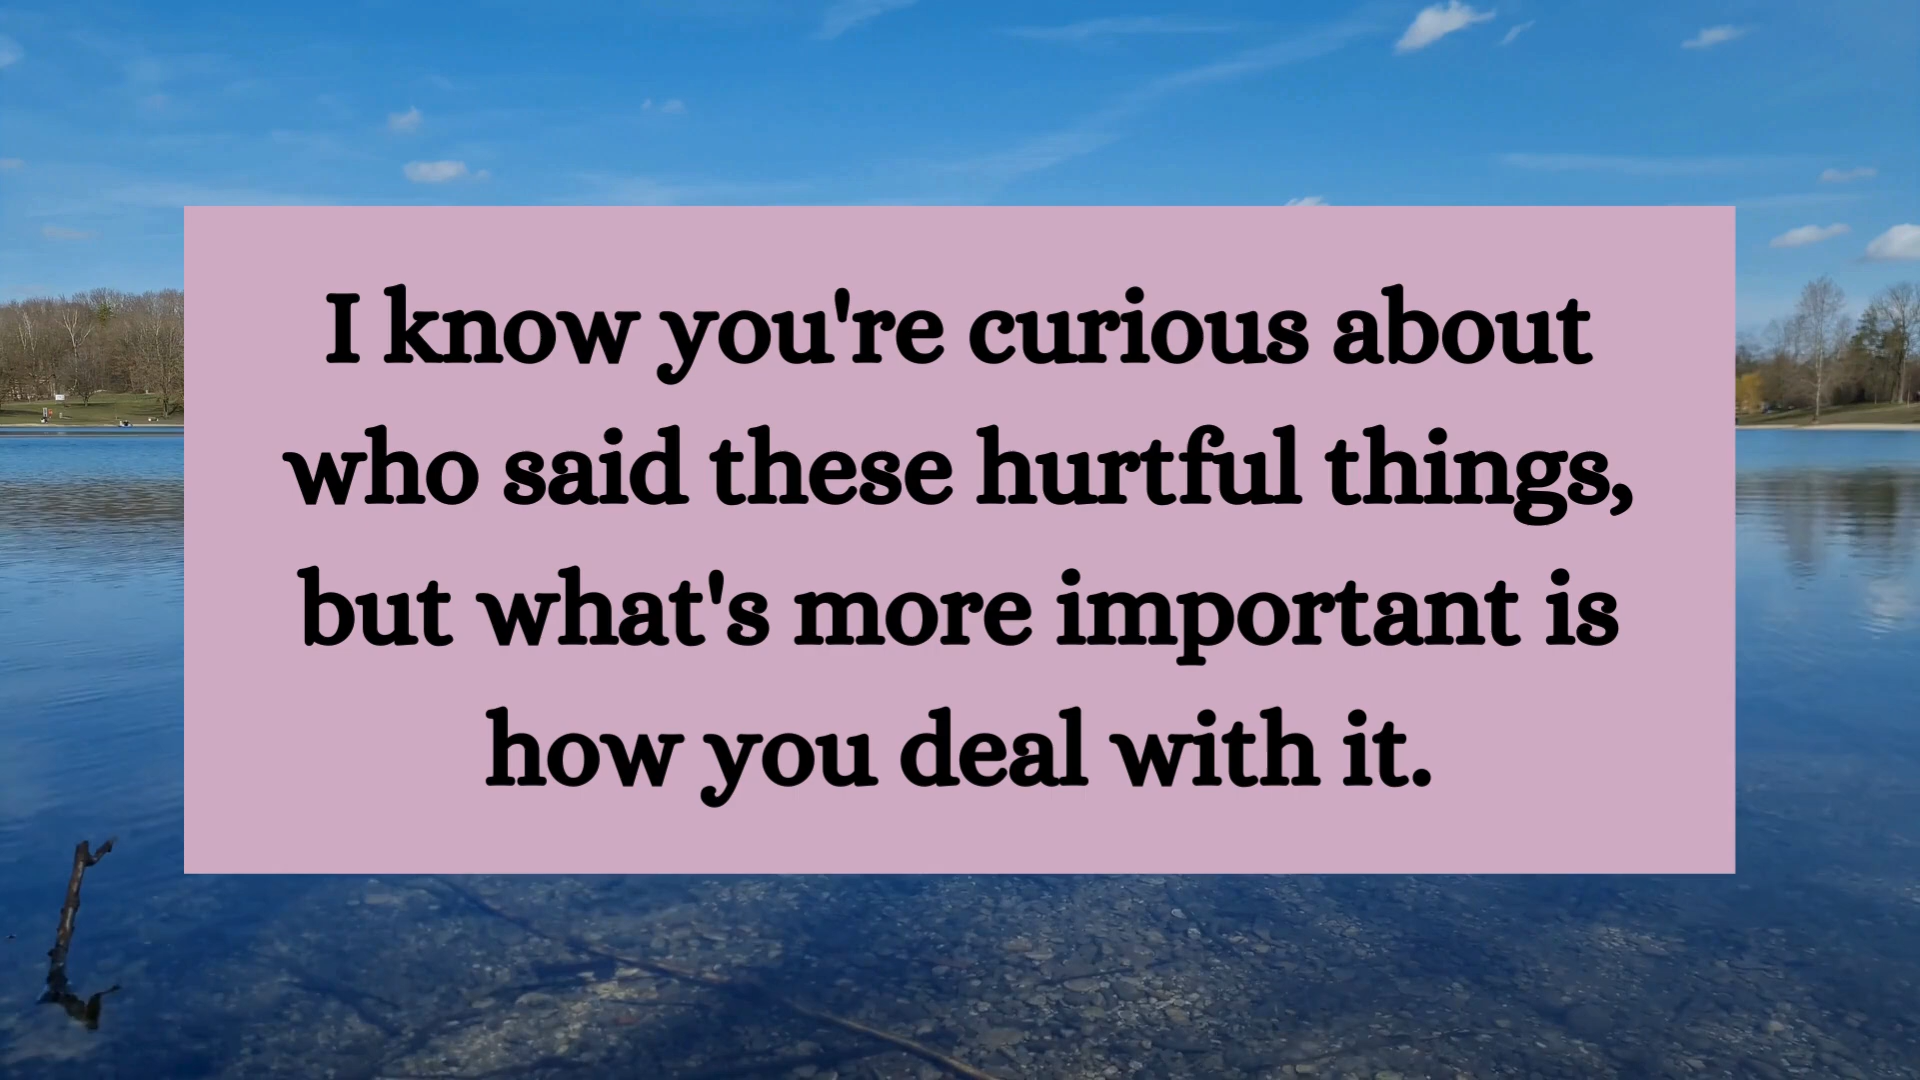 I know you're curious about
who said these hurtful things,
but what's more important is
how you deal with it.